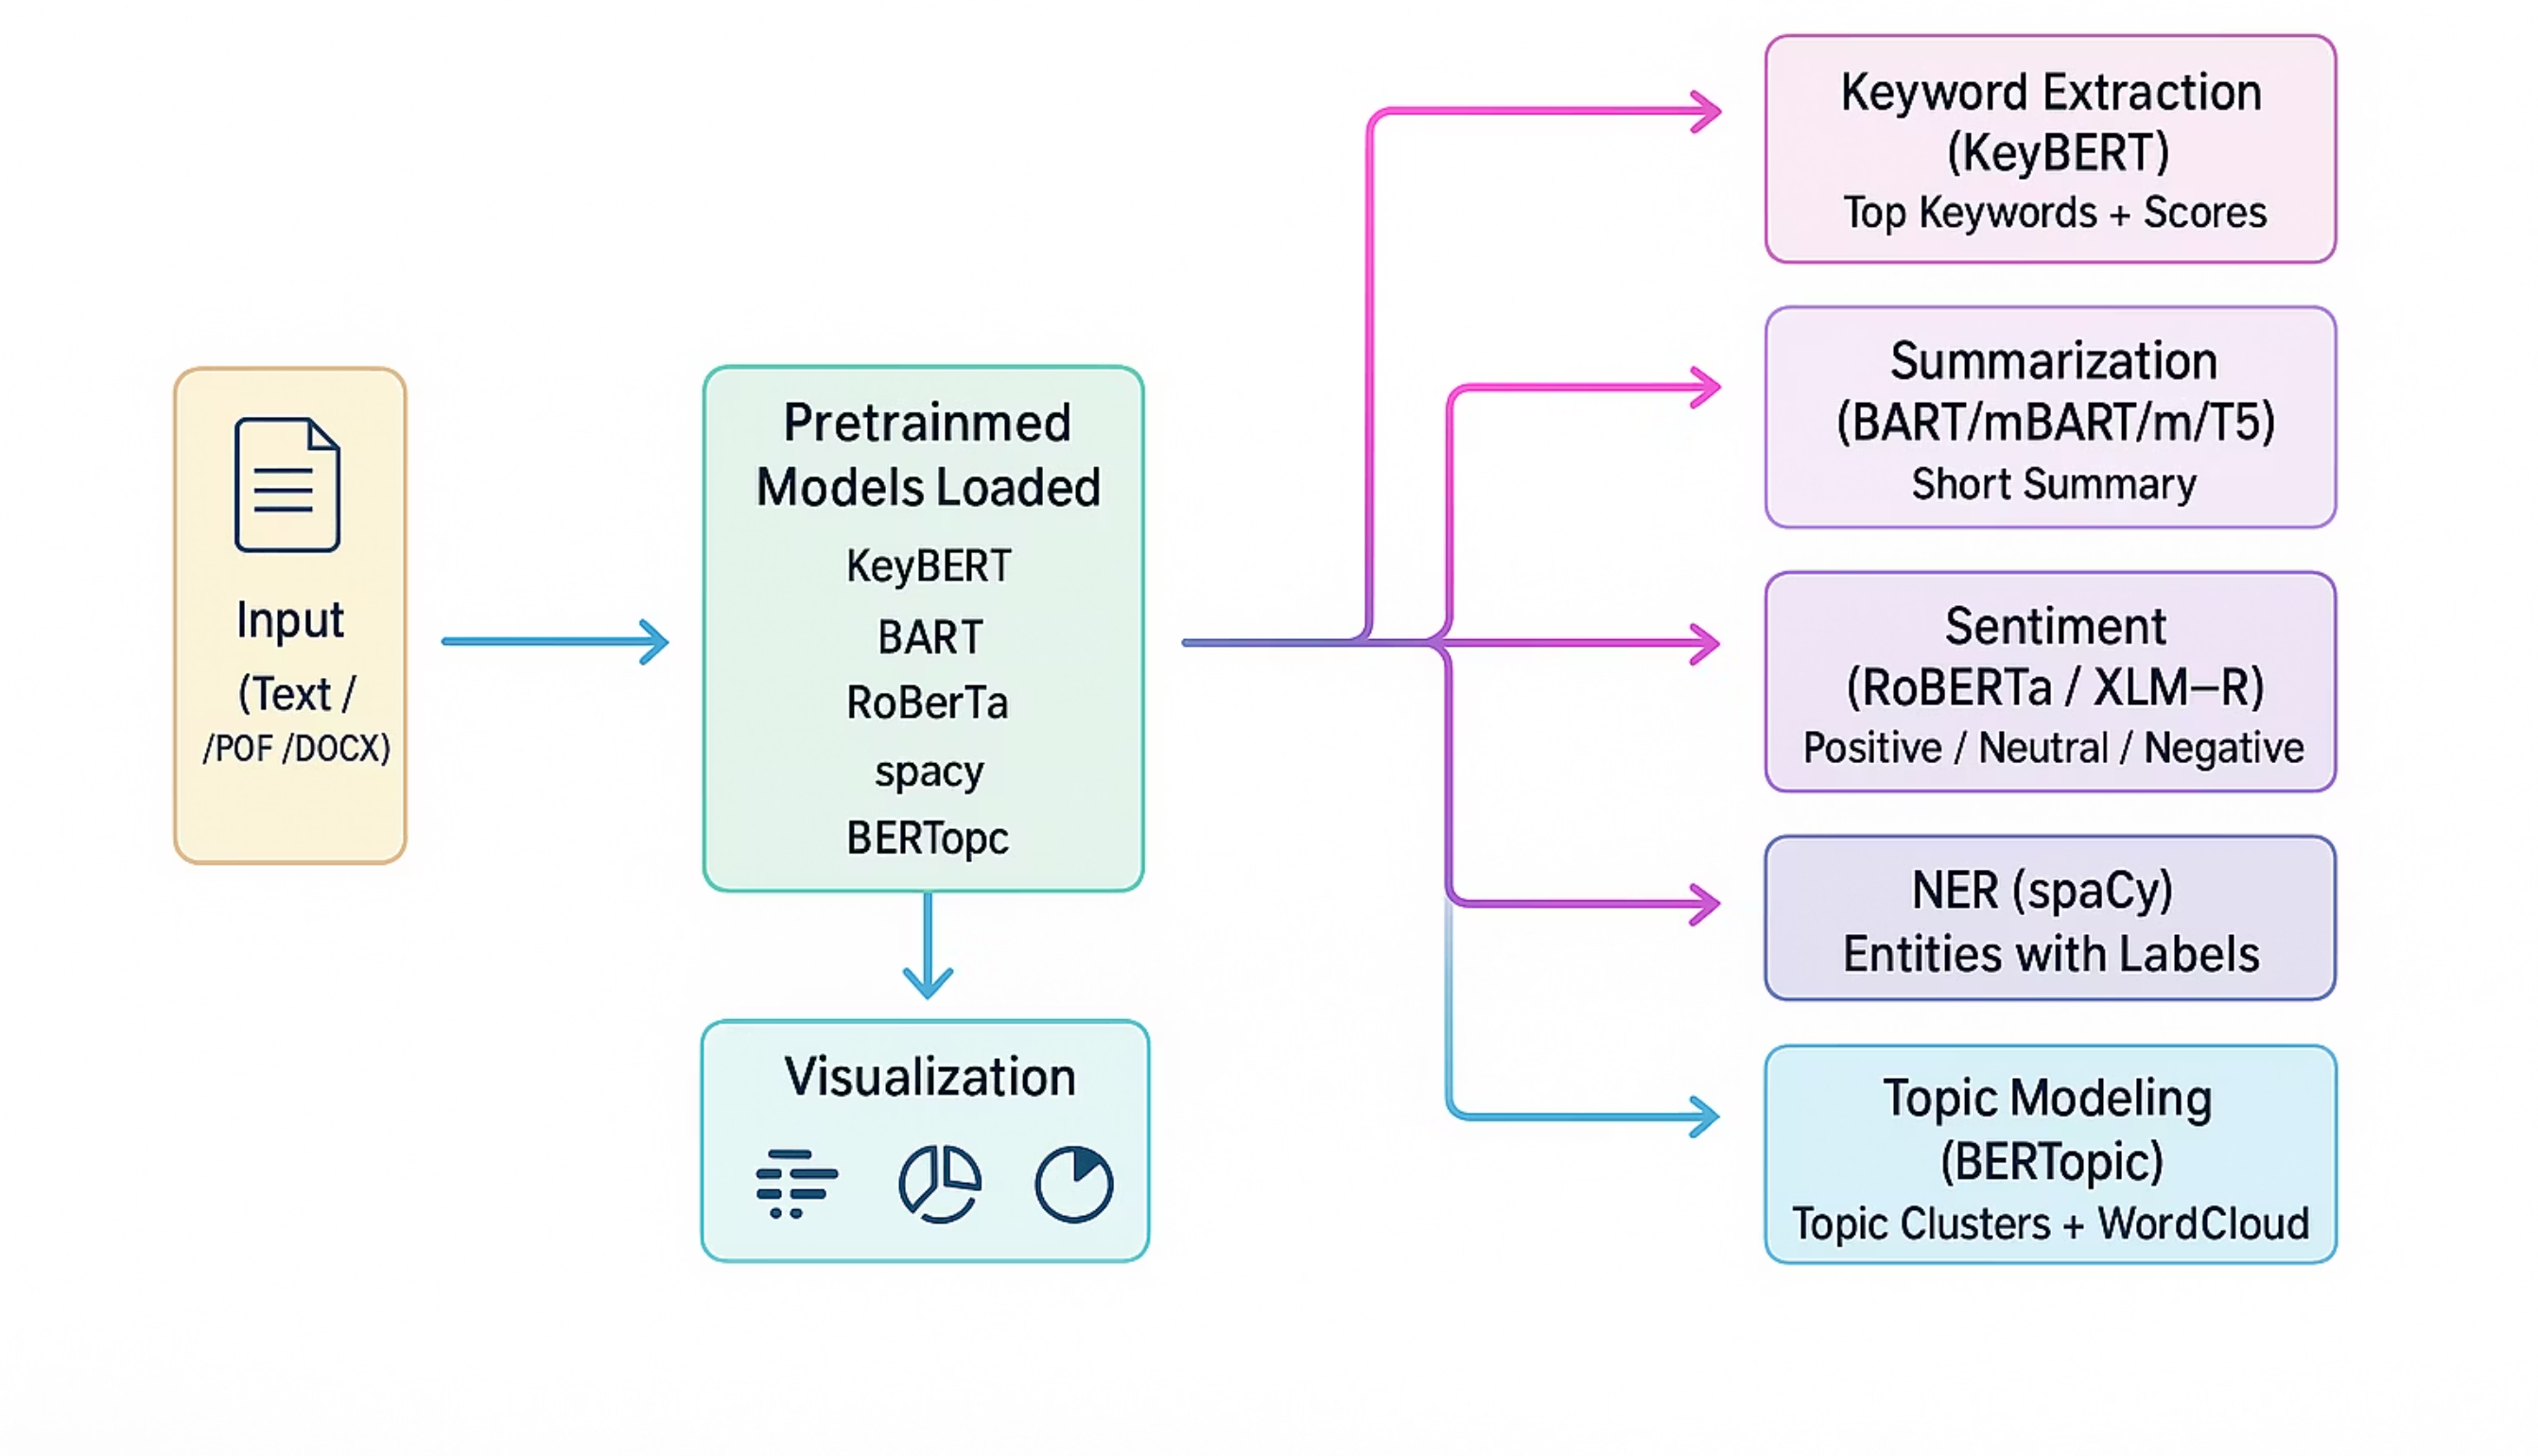 Input
(Text /
/POF /DOCX)
Pretrainmed
Models Loaded
KeyBERT
BART
RoBerTa
spacy
BERTopc
Visualization
Keyword Extraction
(KeyBERT)
Top Keywords + Scores
Summarization
(BART/mBART/m/T5)
Short Summary
Sentiment
(RoBERTa / XLM–R)
Positive / Neutral / Negative
NER (spaCy)
Entities with Labels
Topic Modeling
(BERTopic)
Topic Clusters + WordCloud